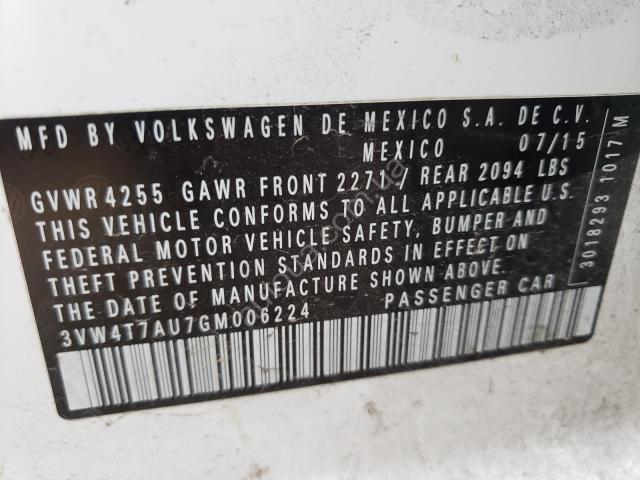 MFD BY VOLKSWAGEN DE MEXICO S.A. DE C.V.
MEXICO 07/15
GVWR 4255 GAWR FRONT 2271 / REAR 2094 LBS
THIS VEHICLE CONFORMS TO ALL APPLICABLE U.S.
FEDERAL MOTOR VEHICLE SAFETY, BUMPER AND
THEFT PREVENTION STANDARDS IN EFFECT ON
THE DATE OF MANUFACTURE SHOWN ABOVE.
3VW4T7AU7GM006224 PASSENGER CAR
3018293 1017 M